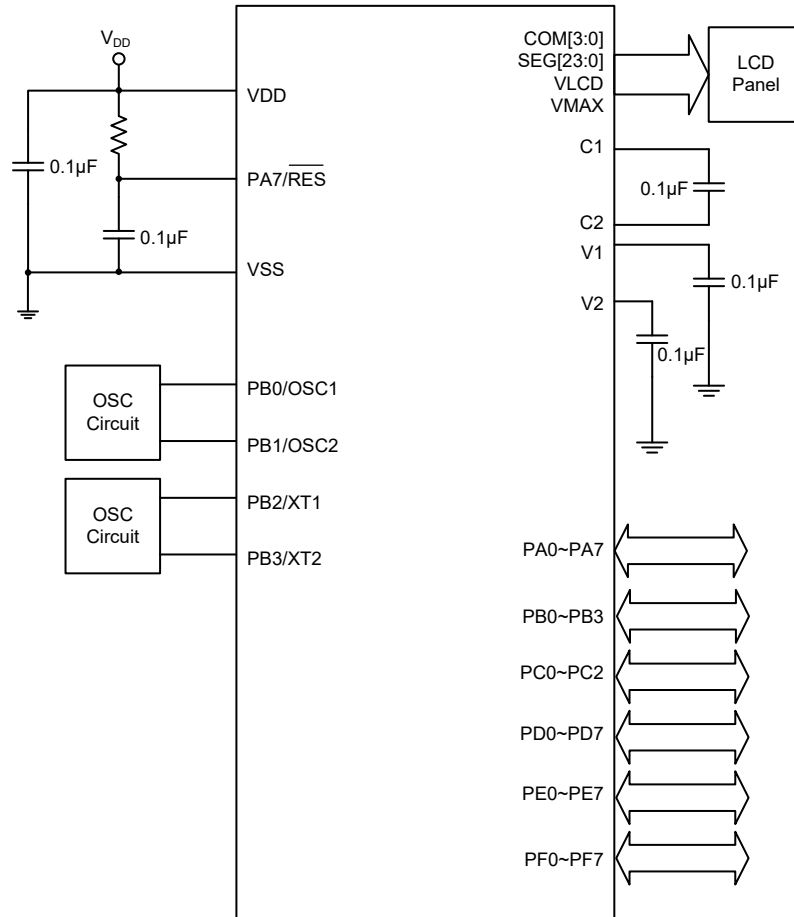 VDD
VDD
0.1µF
PA7/RES
0.1µF
VSS
OSC
Circuit
PB0/OSC1
PB1/OSC2
OSC
Circuit
PB2/XT1
PB3/XT2
COM[3:0]
SEG[23:0]
VLCD
VMAX
LCD
Panel
C1
0.1µF
C2
V1
0.1µF
V2
0.1µF
PA0~PA7
PB0~PB3
PC0~PC2
PD0~PD7
PE0~PE7
PF0~PF7